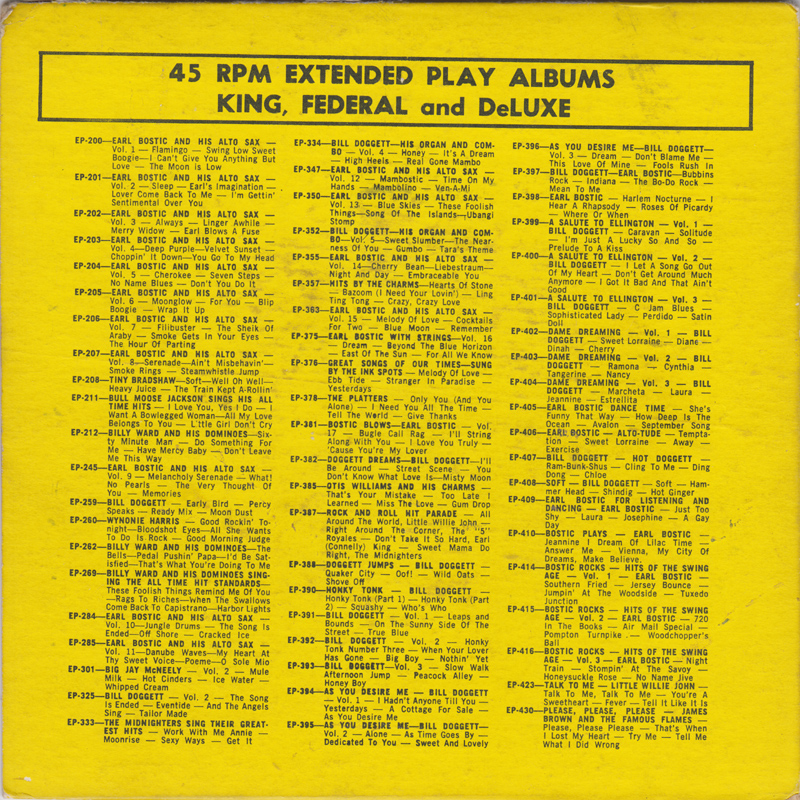 45 RPM EXTENDED PLAY ALBUMS
KING, FEDERAL and DeLUXE
EP-200—EARL BOSTIC AND HIS ALTO SAX —
Vol. 1 — Flamingo — Swing Low Sweet
Boogie— I Can't Give You Anything But
Love — The Moon is Low
EP-201—EARL BOSTIC AND HIS ALTO SAX —
Vol. 2 — Sleep — Earl's Imagination —
Lover Come Back To Me — I'm Gettin'
Sentimental Over You
EP-202—EARL BOSTIC AND HIS ALTO SAX —
Vol. 3 — Always — Linger Awhile —
Merry Widow — Earl Blows A Fuse
EP-203—EARL BOSTIC AND HIS ALTO SAX —
Vol. 4—Deep Purple—Velvet Sunset —
Choppin' It Down—You Go To My Head
EP-204—EARL BOSTIC AND HIS ALTO SAX —
Vol. 5 — Cherokee — Seven Steps —
No Name Blues — Don't You Do It
EP-205—EARL BOSTIC AND HIS ALTO SAX —
Vol. 6 — Moonglow — For You — Blip
Boogie — Wrap It Up
EP-206—EARL BOSTIC AND HIS ALTO SAX —
Vol. 7 — Filibuster — The Sheik Of
Araby — Smoke Gets In Your Eyes —
The Hour Of Parting
EP-207—EARL BOSTIC AND HIS ALTO SAX —
Vol. 8—Serenade—Ain't Misbehavin'—
Smoke Rings — Steamwhistle Jump
EP-208—TINY BRADSHAW—Soft—Well Oh Well—
Heavy Juice — The Train Kept A-Rollin'
EP-211—BULL MOOSE JACKSON SINGS HIS ALL
TIME HITS — I Love You, Yes I Do — I
Want A Bowlegged Woman—All My Love
Belongs To You — L'ttle Girl Don't Cry
EP-212—BILLY WARD AND HIS DOMINOES—Six-
ty Minute Man — Do Something For
Me — Have Mercy Baby — Don't Leave
Me This Way
EP-245—EARL BOSTIC AND HIS ALTO SAX —
Vol. 9 — Melancholy Serenade — What!
No Pearls — The Very Thought Of
You — Memories
EP-259—BILL DOGGETT — Early Bird — Percy
Speaks — Ready Mix — Moon Dust
EP-260—WYNONIE HARRIS — Good Rockin' To-
night—Bloodshot Eyes—All She Wants
To Do Is Rock — Good Morning Judge
EP-262—BILLY WARD AND HIS DOMINOES—The
Bells—Pedal Pushin' Papa—I'd Be Sat-
isfied—That's What You're Doing To Me
EP-269—BILLY WARD AND HIS DOMINOES SING-
ING THE ALL TIME HIT STANDARDS—
These Foolish Things Remind Me Of You
—Rags To Riches—When The Swallows
Come Back To Capistrano—Harbor Lights
EP-284—EARL BOSTIC AND HIS ALTO SAX —
Vol. 10—Jungle Drums — The Song Is
Ended—Off Shore — Cracked Ice
EP-285—EARL BOSTIC AND HIS ALTO SAX —
Vol. 11—Danube Waves—My Heart At
Thy Sweet Voice—Poeme—O Sole Mio
EP-301—BIG JAY McNEELY — Vol. 2 — Mule
Milk — Hot Cinders — Ice Water —
Whipped Cream
EP-325—BILL DOGGETT — Vol. 2 — The Song
Is Ended — Eventide — And The Angels
Sing — Tailor Made
EP-333—THE MIDNIGHTERS SING THEIR GREAT-
EST HITS — Work With Me Annie —
Moonrise — Sexy Ways — Get It
EP-334—BILL DOGGETT—HIS ORGAN AND COM-
BO — Vol. 4 — Honey — It's A Dream
— High Heels — Real Gone Mambo
EP-347—EARL BOSTIC AND HIS ALTO SAX —
Vol. 12 — Mambostic — Time On My
Hands — Mambolino — Ven-A-Mi
EP-350—EARL BOSTIC AND HIS ALTO SAX —
Vol. 13 — Blue Skies — These Foolish
Things—Song Of The Islands—Ubangi
Stomp
EP-352—BILL DOGGETT—HIS ORGAN AND COM-
BO—Vol. 5—Sweet Slumber—The Near-
ness Of You — Gumbo — Tara's Theme
EP-355—EARL BOSTIC AND HIS ALTO SAX —
Vol. 14—Cherry Bean—Liebestraum—
Night And Day — Embraceable You
EP-357—HITS BY THE CHARMS—Hearts Of Stone
— Bazoom (I Need Your Lovin') — Ling
Ting Tong — Crazy, Crazy Love
EP-363—EARL BOSTIC AND HIS ALTO SAX —
Vol. 15 — Melody Of Love — Cocktails
For Two — Blue Moon — Remember
EP-375—EARL BOSTIC WITH STRINGS—Vol. 16
— Dream — Beyond The Blue Horizon
— East Of The Sun — For All We Know
EP-376—GREAT SONGS OF OUR TIMES—SUNG
BY THE INK SPOTS — Melody Of Love —
Ebb Tide — Stranger In Paradise —
Yesterdays
EP-378—THE PLATTERS — Only You (And You
Alone) — I Need You All The Time —
Tell The World — Give Thanks
EP-381—BOSTIC BLOWS—EARL BOSTIC — Vol.
17 — Bugle Call Rag — I'll String
Along With You — I Love You Truly —
'Cause You're My Lover
EP-382—DOGGETT DREAMS—BILL DOGGETT—I'll
Be Around — Street Scene — You
Don't Know What Love Is—Misty Moon
EP-385—OTIS WILLIAMS AND HIS CHARMS —
That's Your Mistake — Too Late I
Learned — Miss The Love — Gum Drop
EP-387—ROCK AND ROLL HIT PARADE — All
Around The World, Little Willie John —
Right Around The Corner, The "5"
Royales — Don't Take It So Hard, Earl
(Connelly) King — Sweet Mama Do
Right, The Midnighters
EP-388—DOGGETT JUMPS — BILL DOGGETT —
Quaker City — Oof! — Wild Oats —
Shove Off
EP-390—HONKY TONK — BILL DOGGETT —
Honky Tonk (Part 1) — Honky Tonk (Part
2) — Squashy — Who's Who
EP-391—BILL DOGGETT — Vol. 1 — Leaps and
Bounds — On The Sunny Side Of The
Street — True Blue
EP-392—BILL DOGGETT — Vol. 2 — Honky
Tonk Number Three — When Your Lover
Has Gone — Big Boy — Nothin' Yet
EP-393—BILL DOGGETT—Vol. 3 — Slow Walk
Afternoon Jump — Peacock Alley —
Honey Boy
EP-394—AS YOU DESIRE ME — BILL DOGGETT —
Vol. 1 — I Hadn't Anyone Till You —
Yesterdays — A Cottage For Sale —
As You Desire Me
EP-395—AS YOU DESIRE ME—BILL DOGGETT—
Vol. 2 — Alone — As Time Goes By —
Dedicated To You — Sweet And Lovely
EP-396—AS YOU DESIRE ME—BILL DOGGETT—
Vol. 3 — Dream — Don't Blame Me —
This Love Of Mine — Fools Rush In
EP-397—BILL DOGGETT—EARL BOSTIC—Bubbins
Rock — Indiana — The Bo-Do Rock —
Mean To Me
EP-398—EARL BOSTIC — Harlem Nocturne — I
Hear A Rhapsody — Roses Of Picardy
— Where Or When
EP-399—A SALUTE TO ELLINGTON — Vol. 1 —
BILL DOGGETT — Caravan — Solitude
— I'm Just A Lucky So And So —
Prelude To A Kiss
EP-400—A SALUTE TO ELLINGTON — Vol. 2 —
BILL DOGGETT — I Let A Song Go Out
Of My Heart — Don't Get Around Much
Anymore — I Got It Bad And That Ain't
Good
EP-401—A SALUTE TO ELLINGTON — Vol. 3 —
BILL DOGGETT — C Jam Blues —
Sophisticated Lady — Perdido — Satin
Doll
EP-402—DAME DREAMING — Vol. 1 — BILL
DOGGETT — Sweet Lorraine — Diane —
Dinah — Cherry
EP-403—DAME DREAMING — Vol. 2 — BILL
DOGGETT — Ramona — Cynthia —
Tangerine — Nancy
EP-404—DAME DREAMING — Vol. 3 — BILL
DOGGETT — Marcheta — Laura —
Jeannine — Estrellita
EP-405—EARL BOSTIC DANCE TIME — She's
Funny That Way — How Deep Is The
Ocean — Avalon — September Song
EP-406—EARL BOSTIC — ALTO-TUDE — Tempta-
tion — Sweet Lorraine — Away —
Exercise
EP-407—BILL DOGGETT — HOT DOGGETT —
Ram-Bunk-Shus — Cling To Me — Ding
Dong — Chloe
EP-408—SOFT — BILL DOGGETT — Soft — Ham-
mer Head — Shindig — Hot Ginger
EP-409—EARL BOSTIC FOR LISTENING AND
DANCING — EARL BOSTIC — Just Too
Shy — Laura — Josephine — A Gay
Day
EP-410—BOSTIC PLAYS — EARL BOSTIC —
Jeannine I Dream Of Lilac Time —
Answer Me — Vienna, My City Of
Dreams, Make Believe.
EP-414—BOSTIC ROCKS — HITS OF THE SWING
AGE — Vol. 1 — EARL BOSTIC —
Southern Fried — Jersey Bounce —
Jumpin' At The Woodside — Tuxedo
Junction
EP-415—BOSTIC ROCKS — HITS OF THE SWING
AGE — Vol. 2 — EARL BOSTIC — 720
In The Books — Air Mail Special —
Pompton Turnpike — Woodchopper's
Ball
EP-416—BOSTIC ROCKS — HITS OF THE SWING
AGE — Vol. 3 — EARL BOSTIC — Night
Train — Stompin' At The Savoy —
Honeysuckle Rose — No Name Jive
EP-423—TALK TO ME — LITTLE WILLIE JOHN —
Talk To Me, Talk To Me — You're A
Sweetheart — Fever — Tell It Like It Is
EP-430—PLEASE, PLEASE, PLEASE — JAMES
BROWN AND THE FAMOUS FLAMES —
Please, Please Please — That's When
I Lost My Heart — Try Me — Tell Me
What I Did Wrong